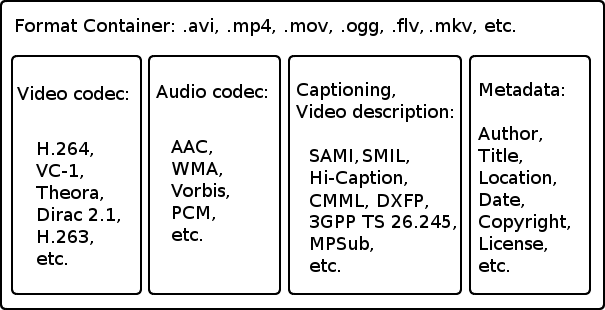 Format Container: .avi, .mp4, .mov, .ogg, .flv, .mkv, etc.
Video codec:
H.264,
VC-1,
Theora,
Dirac 2.1,
H.263,
etc.
Audio codec:
AAC,
WMA,
Vorbis,
PCM,
etc.
Captioning,
Video description:
SAMI, SMIL,
Hi-Caption,
CMML, DXFP,
3GPP TS 26.245,
MPSub,
etc.
Metadata:
Author,
Title,
Location,
Date,
Copyright,
License,
etc.